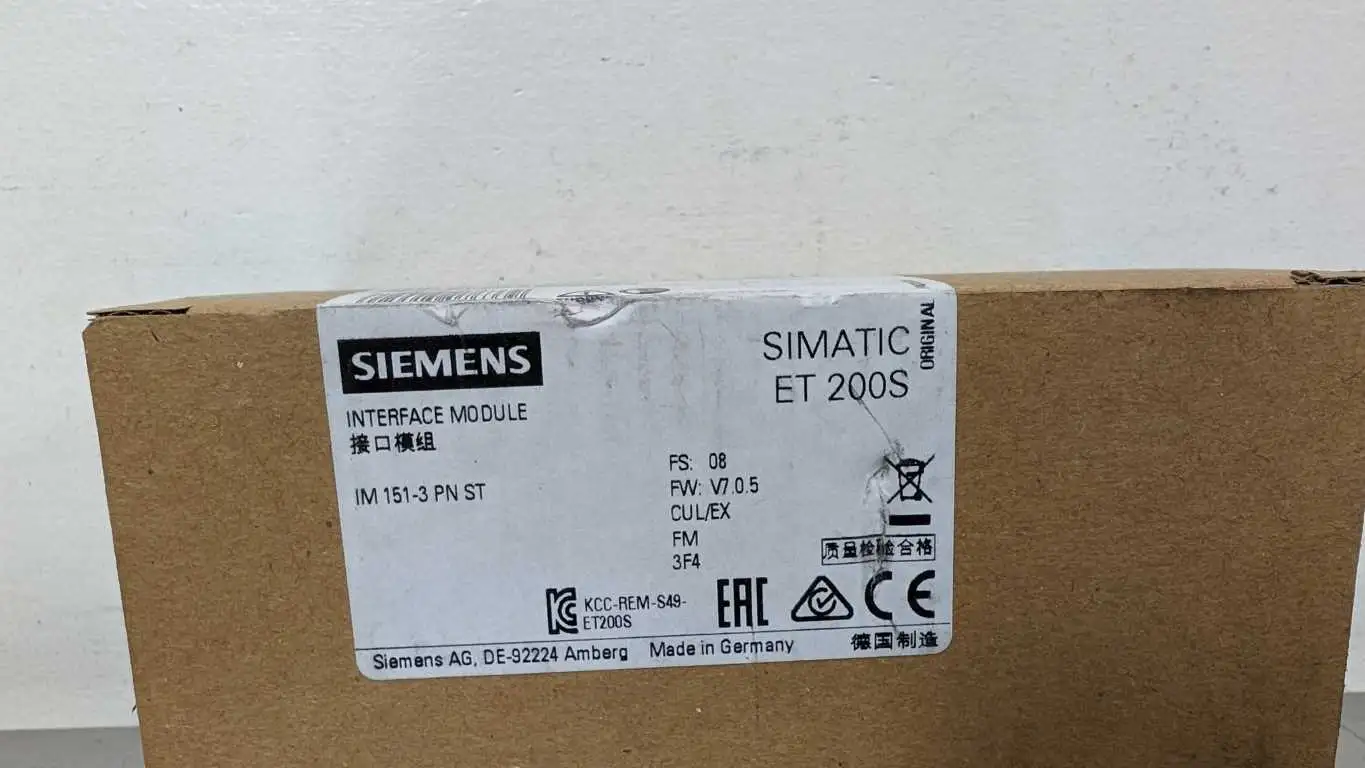 SIEMENS
SIMATIC
ET 200S
ORIGINAL
INTERFACE MODULE
接口模组
IM 151-3 PN ST
FS: 08
FW: V7.0.5
CUL/EX
FM
3F4
质量检验合格
KCC-REM-S49-
ET200S
EAC
CE
Siemens AG, DE-92224 Amberg Made in Germany 德国制造